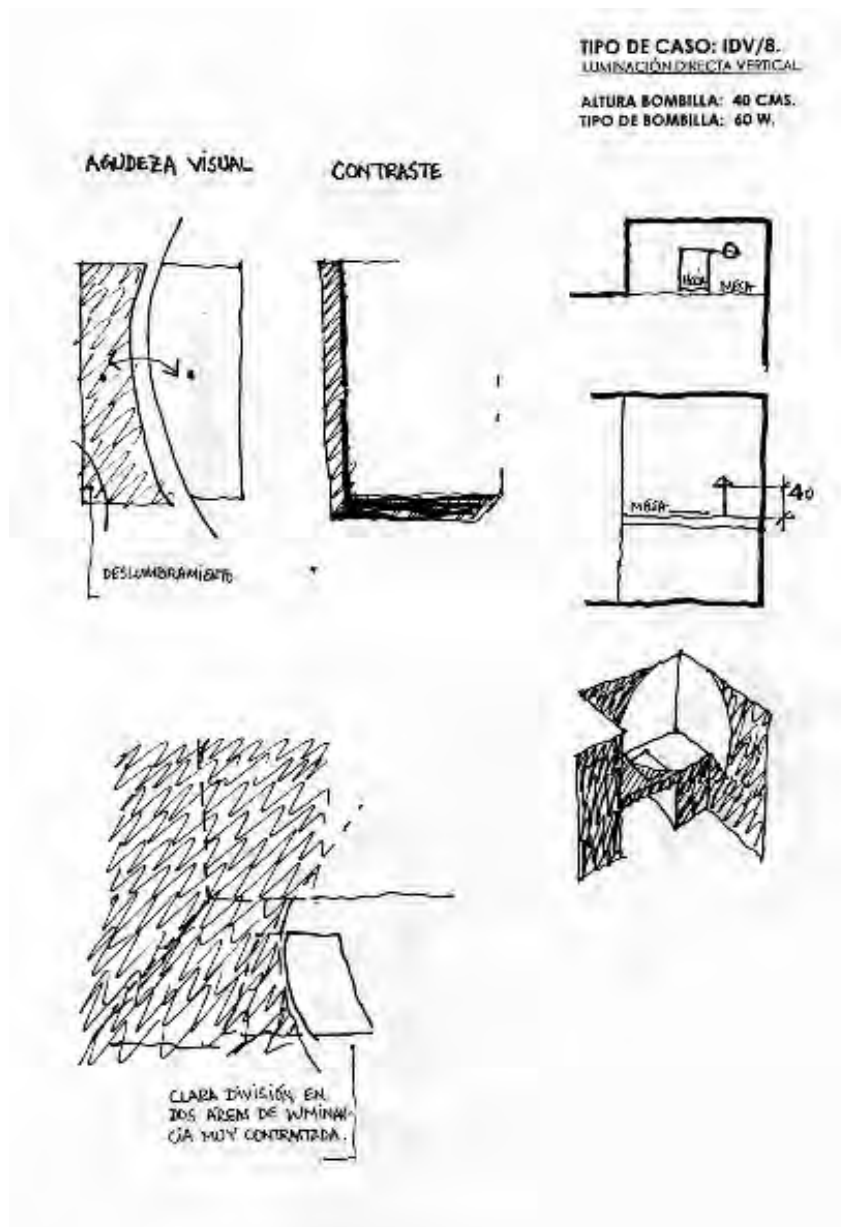 TIPO DE CASO: IDV/8.
ILUMINACIÓN DIRECTA VERTICAL
ALTURA BOMBILLA: 40 CMS.
TIPO DE BOMBILLA: 60 W.
AGUDEZA VISUAL
CONTRASTE
MESA
MESA
40
DESLUMBRAMIENTO
CLARA DIVISIÓN EN
DOS AREAS DE LUMINAN-
CIA MUY CONTRASTADA.